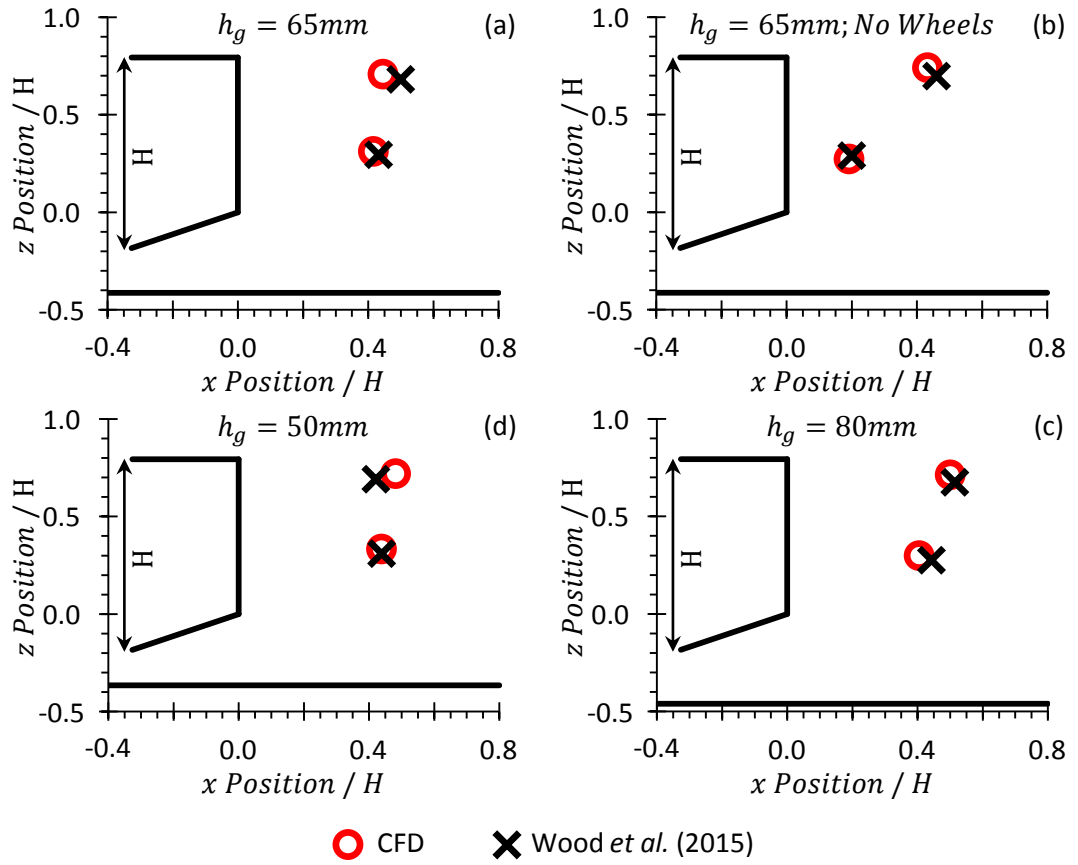 h_g = 65mm (a)
1.0
0.5
0.0
-0.5
z Position / H
H
-0.4 0.0 0.4 0.8
x Position / H
h_g = 65mm; No Wheels (b)
1.0
0.5
0.0
-0.5
z Position / H
H
-0.4 0.0 0.4 0.8
x Position / H
h_g = 50mm (d)
1.0
0.5
0.0
-0.5
z Position / H
H
-0.4 0.0 0.4 0.8
x Position / H
h_g = 80mm (c)
1.0
0.5
0.0
-0.5
z Position / H
H
-0.4 0.0 0.4 0.8
x Position / H
CFD Wood et al. (2015)